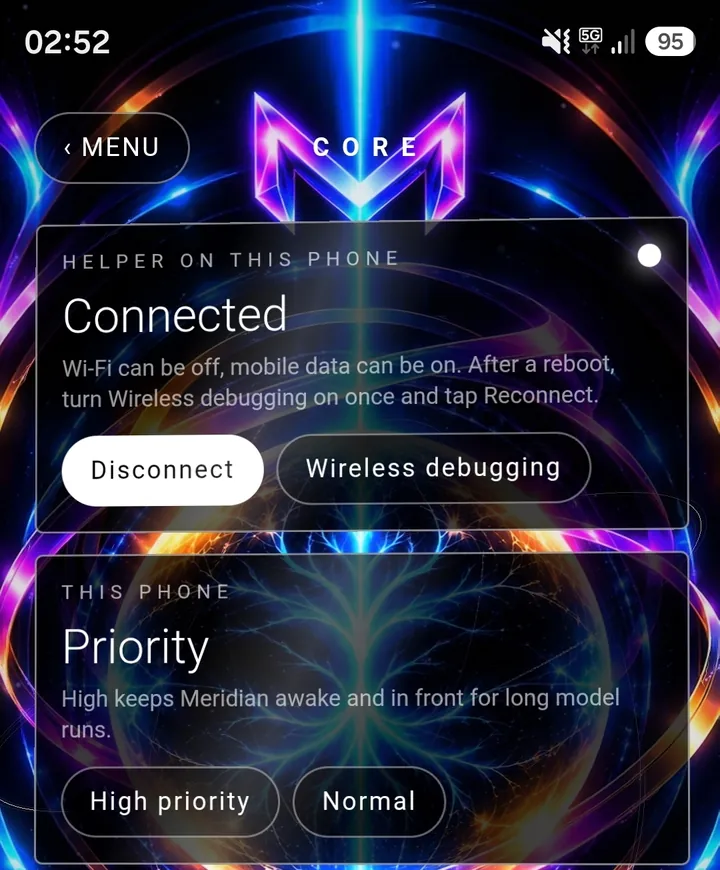 02:52
5G
95
‹ MENU
CORE
HELPER ON THIS PHONE
Connected
Wi-Fi can be off, mobile data can be on. After a reboot,
turn Wireless debugging on once and tap Reconnect.
Disconnect
Wireless debugging
THIS PHONE
Priority
High keeps Meridian awake and in front for long model
runs.
High priority
Normal